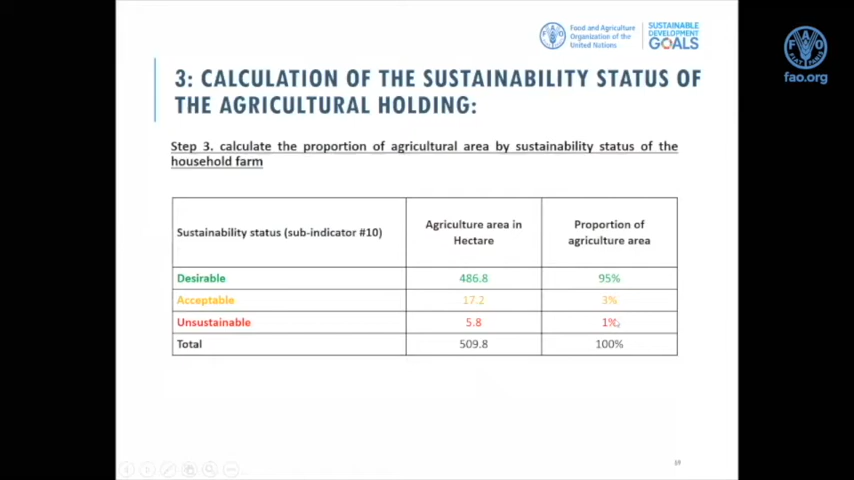 Food and Agriculture
Organization of the
United Nations
SUSTAINABLE
DEVELOPMENT
GOALS
FAO
FIAT PANIS
fao.org
3: CALCULATION OF THE SUSTAINABILITY STATUS OF
THE AGRICULTURAL HOLDING:
Step 3. calculate the proportion of agricultural area by sustainability status of the
household farm
Sustainability status (sub-indicator #10)
Agriculture area in
Hectare
Proportion of
agriculture area
Desirable 486.8 95%
Acceptable 17.2 3%
Unsustainable 5.8 1%
Total 509.8 100%